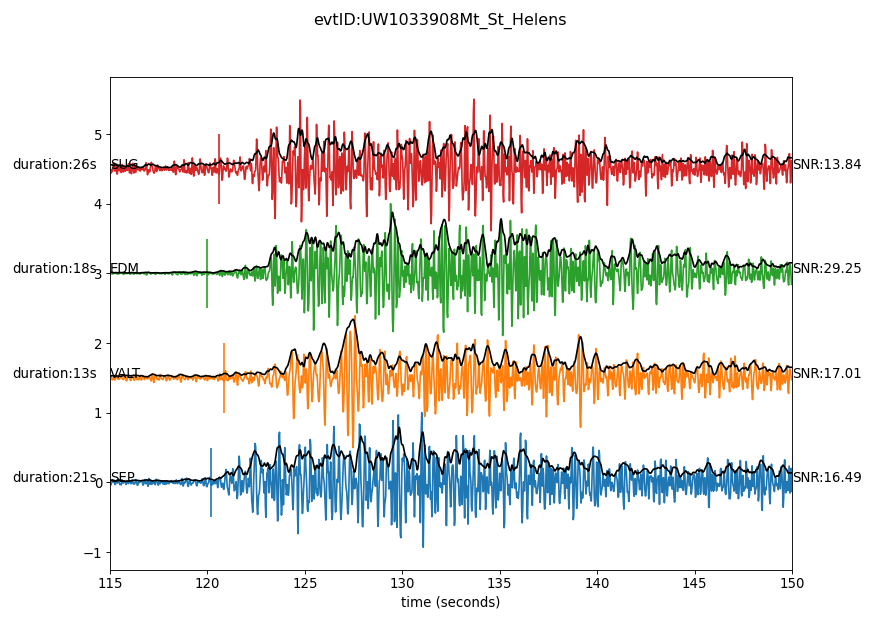 evtID:UW1033908Mt_St_Helens
5
duration:26s SUG SNR:13.84
4
duration:18s EDM SNR:29.25
3
2
duration:13s VALT SNR:17.01
1
duration:21s SEP SNR:16.49
0
−1
115 120 125 130 135 140 145 150
time (seconds)